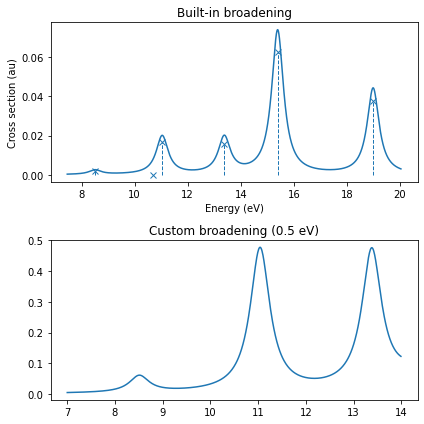 Built-in broadening
Cross section (au)
0.06
0.04
0.02
0.00
8 10 12 14 16 18 20
Energy (eV)
Custom broadening (0.5 eV)
0.5
0.4
0.3
0.2
0.1
0.0
7 8 9 10 11 12 13 14